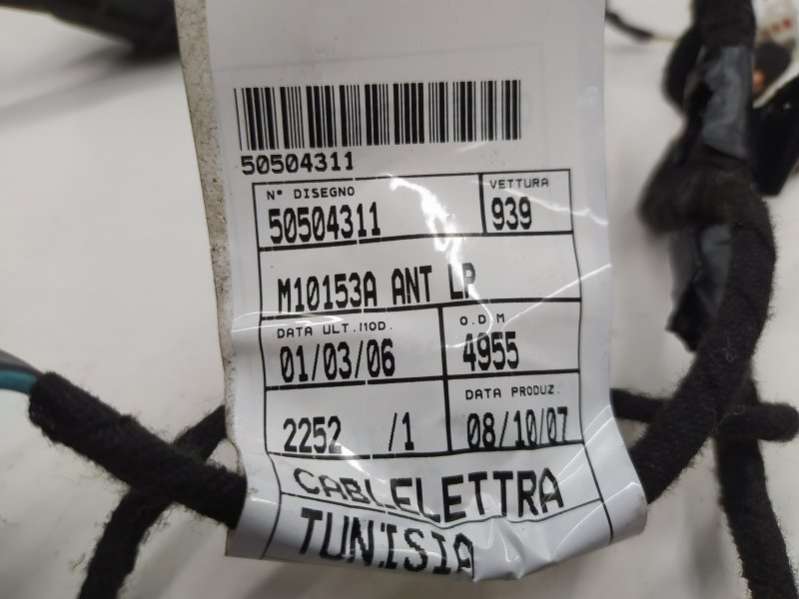 50504311
N° DISEGNO VETTURA
50504311 939
M10153A ANT LP
DATA ULT.MOD. O.D M
01/03/06 4955
DATA PRODUZ.
2252 /1 08/10/07
CABLELETTRA
TUNISIA